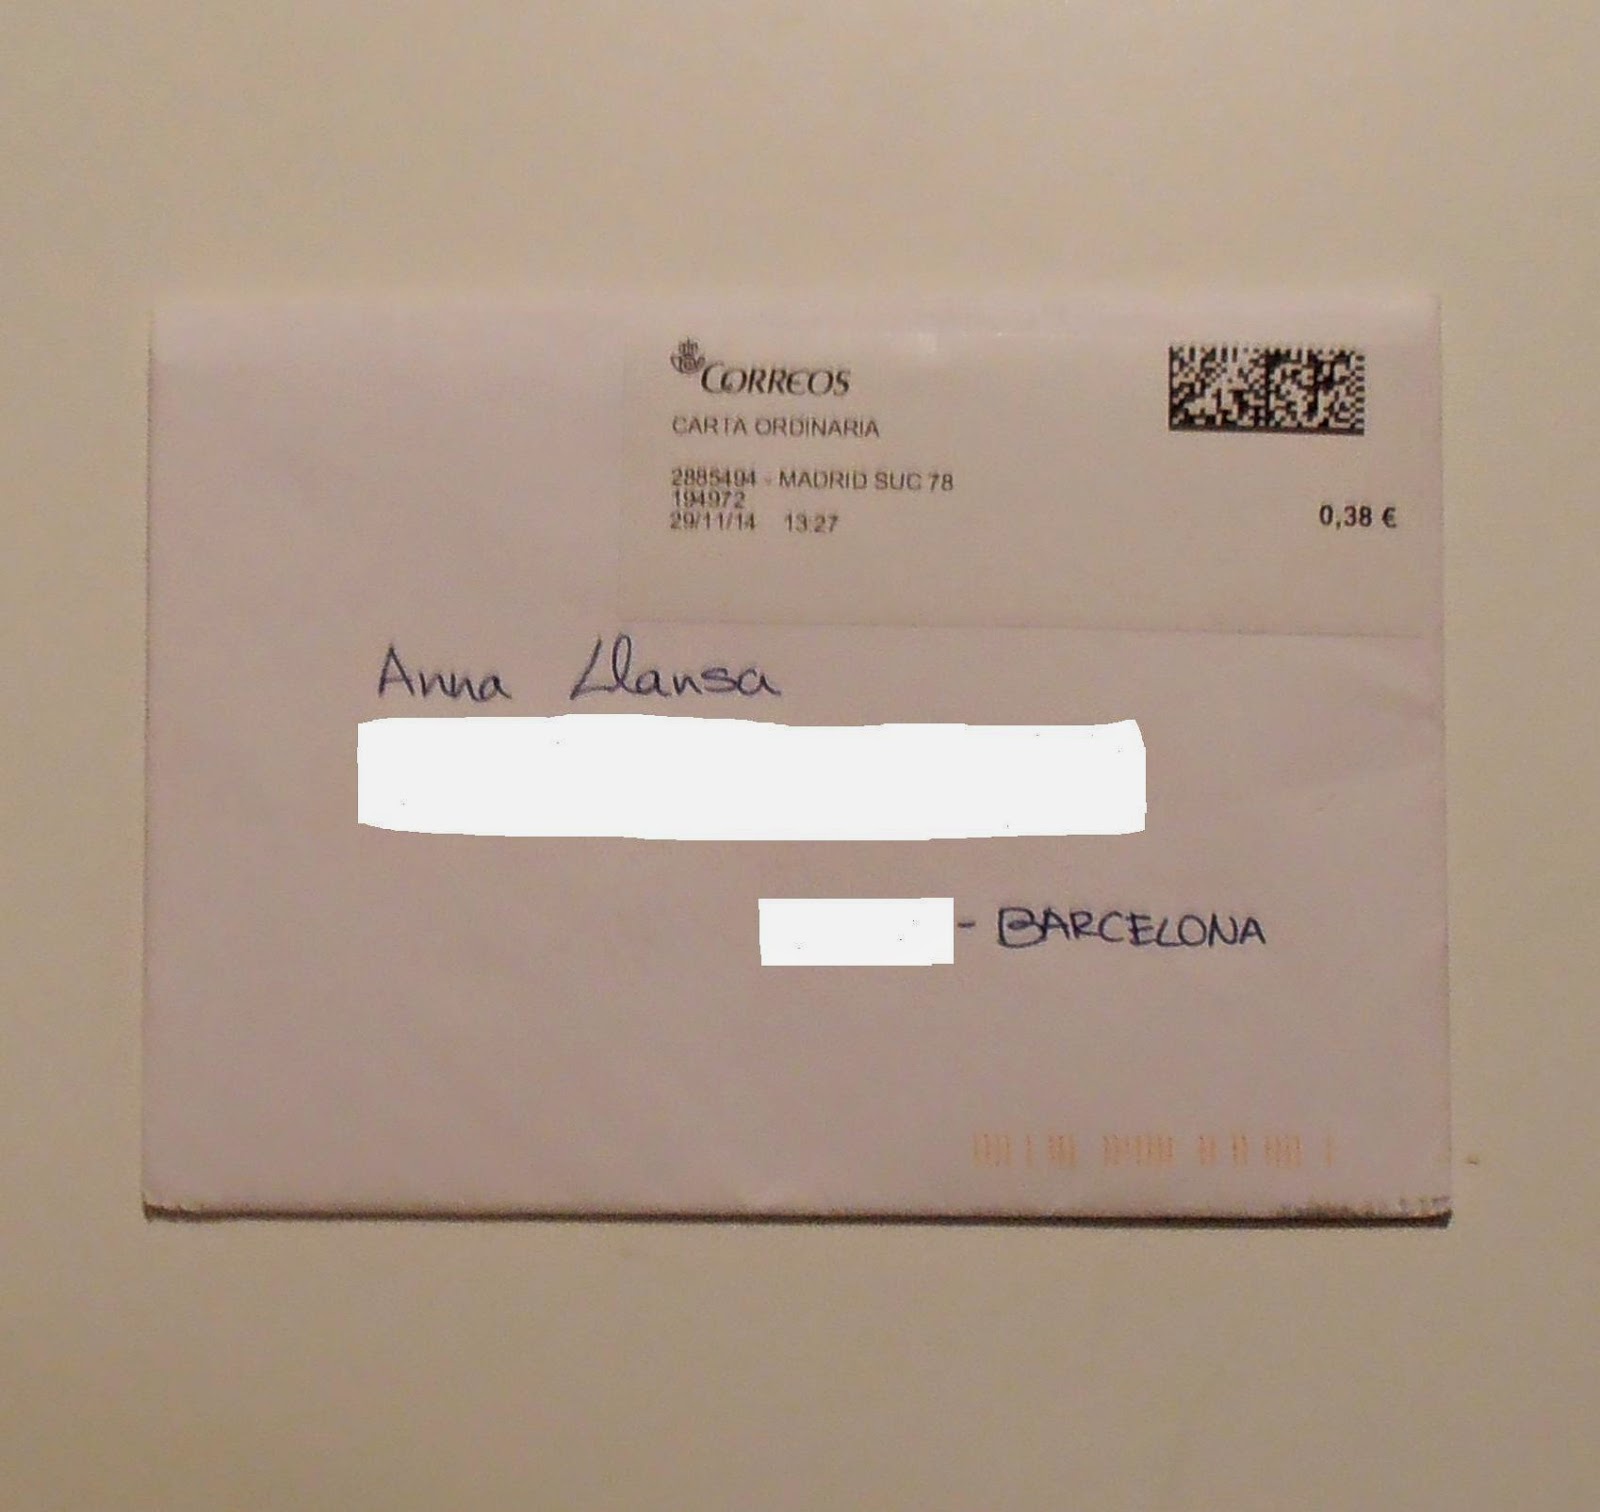 CORREOS
CARTA ORDINARIA
2885494 - MADRID SUC 78
194972
29/11/14 13:27
0,38 €
Anna Llansa
- BARCELONA